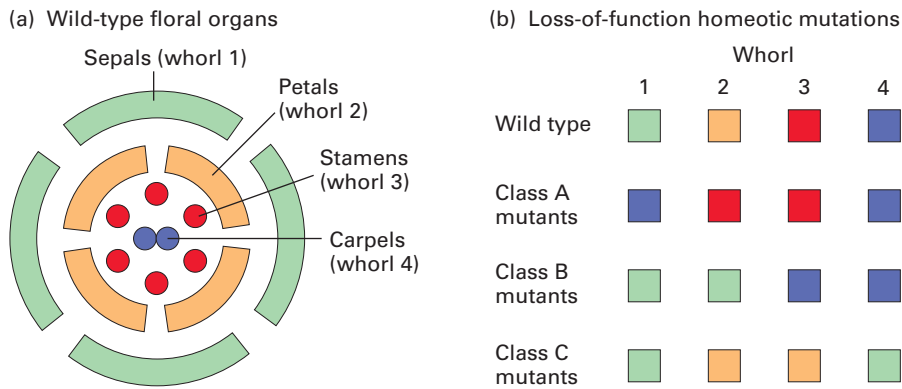 (a) Wild-type floral organs
Sepals (whorl 1)
Petals
(whorl 2)
Stamens
(whorl 3)
Carpels
(whorl 4)
(b) Loss-of-function homeotic mutations
Whorl
1 2 3 4
Wild type
Class A
mutants
Class B
mutants
Class C
mutants